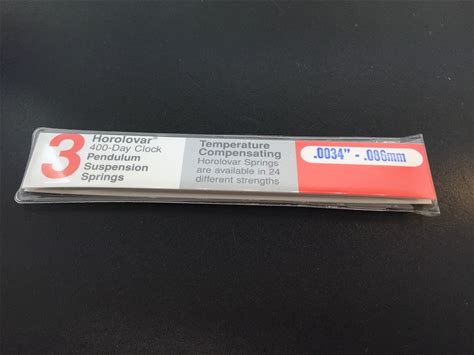 3
Horolovar®
400-Day Clock
Pendulum
Suspension
Springs
Temperature
Compensating
Horolovar Springs
are available in 24
different strengths
.0034" - .086mm